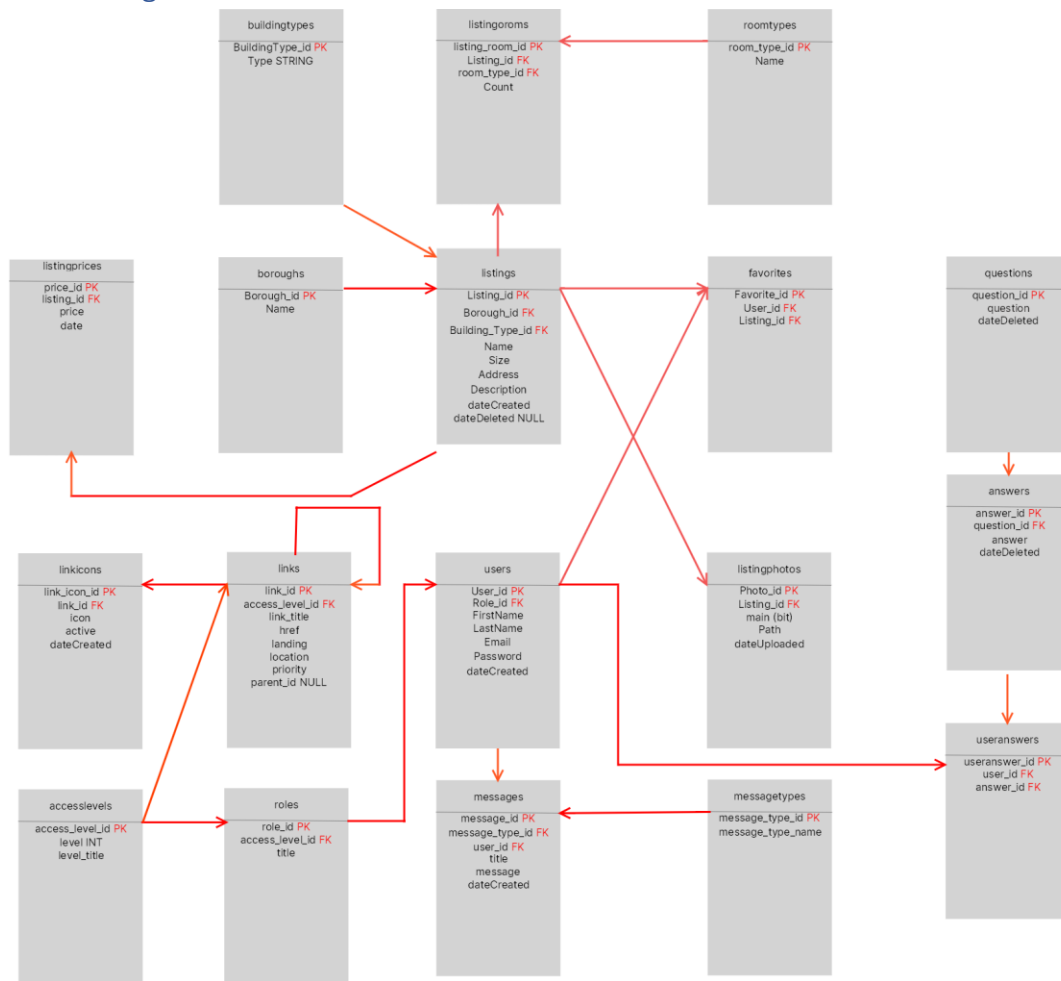 buildingtypes
BuildingType_id PK
Type STRING
listingoroms
listing_room_id PK
Listing_id FK
room_type_id FK
Count
roomtypes
room_type_id PK
Name
listingprices
price_id PK
listing_id FK
price
date
boroughs
Borough_id PK
Name
listings
Listing_id PK
Borough_id FK
Building_Type_id FK
Name
Size
Address
Description
dateCreated
dateDeleted NULL
favorites
Favorite_id PK
User_id FK
Listing_id FK
questions
question_id PK
question
dateDeleted
answers
answer_id PK
question_id FK
answer
dateDeleted
linkicons
link_icon_id PK
link_id FK
icon
active
dateCreated
links
link_id PK
access_level_id FK
link_title
href
landing
location
priority
parent_id NULL
users
User_id PK
Role_id FK
FirstName
LastName
Email
Password
dateCreated
listingphotos
Photo_id PK
Listing_id FK
main (bit)
Path
dateUploaded
useranswers
useranswer_id PK
user_id FK
answer_id FK
accesslevels
access_level_id PK
level INT
level_title
roles
role_id PK
access_level_id FK
title
messages
message_id PK
message_type_id FK
user_id FK
title
message
dateCreated
messagetypes
message_type_id PK
message_type_name